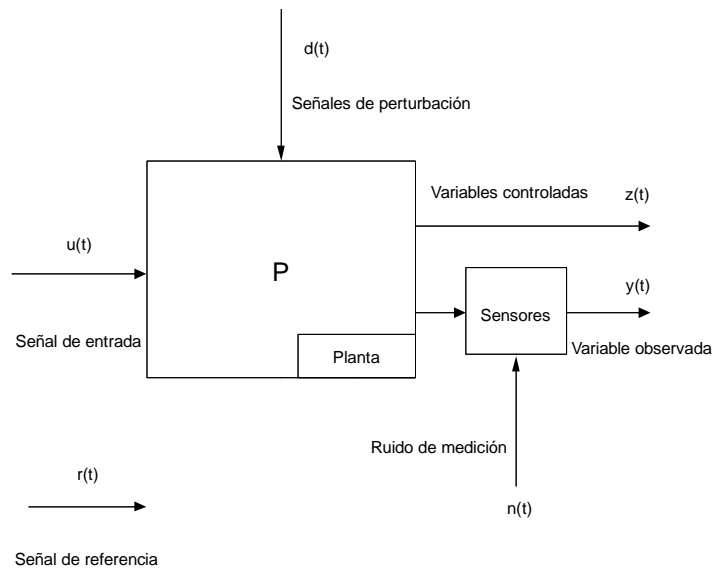 d(t)
Señales de perturbación
Variables controladas
z(t)
u(t)
P
Señal de entrada
Planta
Sensores
y(t)
Variable observada
Ruido de medición
n(t)
r(t)
Señal de referencia